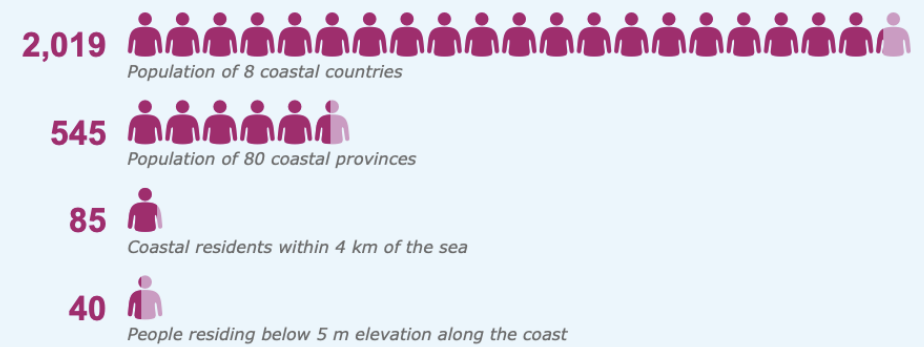 2,019
Population of 8 coastal countries
545
Population of 80 coastal provinces
85
Coastal residents within 4 km of the sea
40
People residing below 5 m elevation along the coast